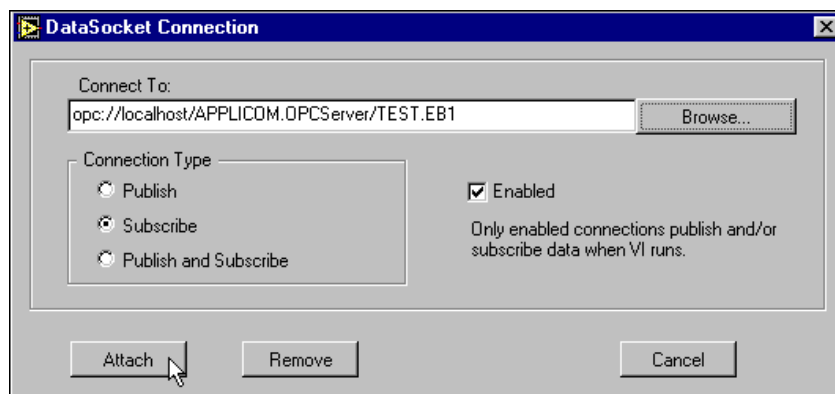 DataSocket Connection
Connect To:
opc://localhost/APPLICOM.OPCServer/TEST.EB1
Browse...
Connection Type
Publish
Subscribe
Publish and Subscribe
Enabled
Only enabled connections publish and/or
subscribe data when VI runs.
Attach
Remove
Cancel